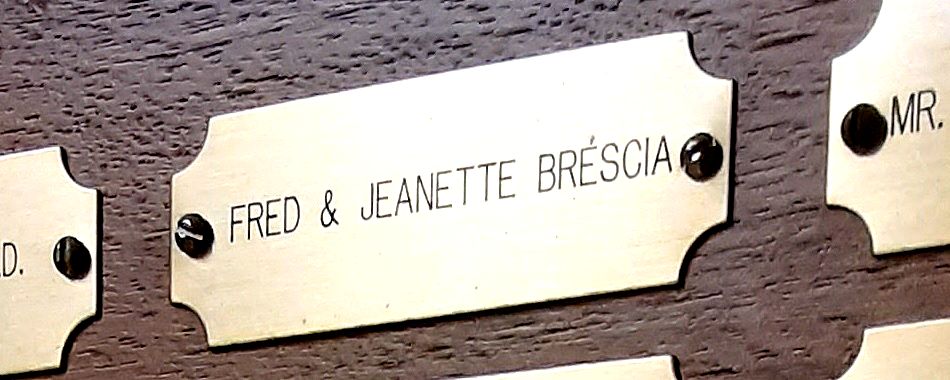 D.
FRED & JEANETTE BRÉSCIA
MR.